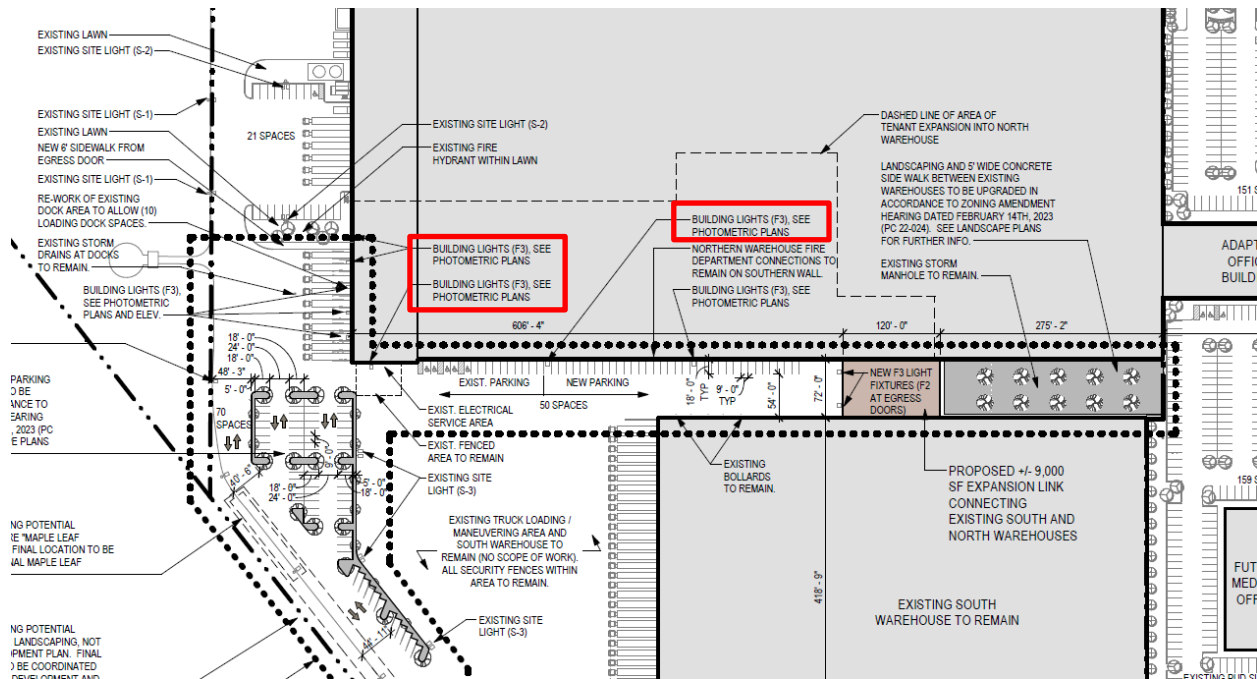 EXISTING LAWN
EXISTING SITE LIGHT (S-2)
EXISTING SITE LIGHT (S-1)
EXISTING LAWN
NEW 6' SIDEWALK FROM
EGRESS DOOR
EXISTING SITE LIGHT (S-1)
RE-WORK OF EXISTING
DOCK AREA TO ALLOW (10)
LOADING DOCK SPACES.
EXISTING STORM
DRAINS AT DOCKS
TO REMAIN.
BUILDING LIGHTS (F3),
SEE PHOTOMETRIC
PLANS AND ELEV.
21 SPACES
EXISTING SITE LIGHT (S-2)
EXISTING FIRE
HYDRANT WITHIN LAWN
BUILDING LIGHTS (F3), SEE
PHOTOMETRIC PLANS
BUILDING LIGHTS (F3), SEE
PHOTOMETRIC PLANS
BUILDING LIGHTS (F3), SEE
PHOTOMETRIC PLANS
NORTHERN WAREHOUSE FIRE
DEPARTMENT CONNECTIONS TO
REMAIN ON SOUTHERN WALL.
BUILDING LIGHTS (F3), SEE
PHOTOMETRIC PLANS
DASHED LINE OF AREA OF
TENANT EXPANSION INTO NORTH
WAREHOUSE
LANDSCAPING AND 5' WIDE CONCRETE
SIDE WALK BETWEEN EXISTING
WAREHOUSES TO BE UPGRADED IN
ACCORDANCE TO ZONING AMENDMENT
HEARING DATED FEBRUARY 14TH, 2023
(PC 22-024). SEE LANDSCAPE PLANS
FOR FURTHER INFO.
EXISTING STORM
MANHOLE TO REMAIN.
151 S
ADAPT
OFFIC
BUILD
606' - 4"
120' - 0"
275' - 2"
18' - 0"
24' - 0"
18' - 0"
48' - 3"
5' - 0"
70
SPACES
40' - 6"
9' - 0"
18' - 0"
24' - 0"
5' - 0"
18' - 0"
44' - 11"
EXIST. PARKING
NEW PARKING
50 SPACES
18' - 0"
TYP
9' - 0"
TYP
54' - 0"
72' - 0"
NEW F3 LIGHT
FIXTURES (F2
AT EGRESS
DOORS)
EXIST. ELECTRICAL
SERVICE AREA
EXIST. FENCED
AREA TO REMAIN
EXISTING SITE
LIGHT (S-3)
EXISTING
BOLLARDS
TO REMAIN.
PROPOSED +/- 9,000
SF EXPANSION LINK
CONNECTING
EXISTING SOUTH AND
NORTH WAREHOUSES
EXISTING TRUCK LOADING /
MANEUVERING AREA AND
SOUTH WAREHOUSE TO
REMAIN (NO SCOPE OF WORK).
ALL SECURITY FENCES WITHIN
AREA TO REMAIN.
418' - 9"
EXISTING SOUTH
WAREHOUSE TO REMAIN
EXISTING SITE
LIGHT (S-3)
159 S
FUT
MED
OFF
EXISTING PUD S
PARKING
O BE
ANCE TO
EARING
, 2023 (PC
E PLANS
NG POTENTIAL
RE "MAPLE LEAF
FINAL LOCATION TO BE
NAL MAPLE LEAF
NG POTENTIAL
LANDSCAPING, NOT
OPMENT PLAN. FINAL
O BE COORDINATED
DEVELOPMENT AND